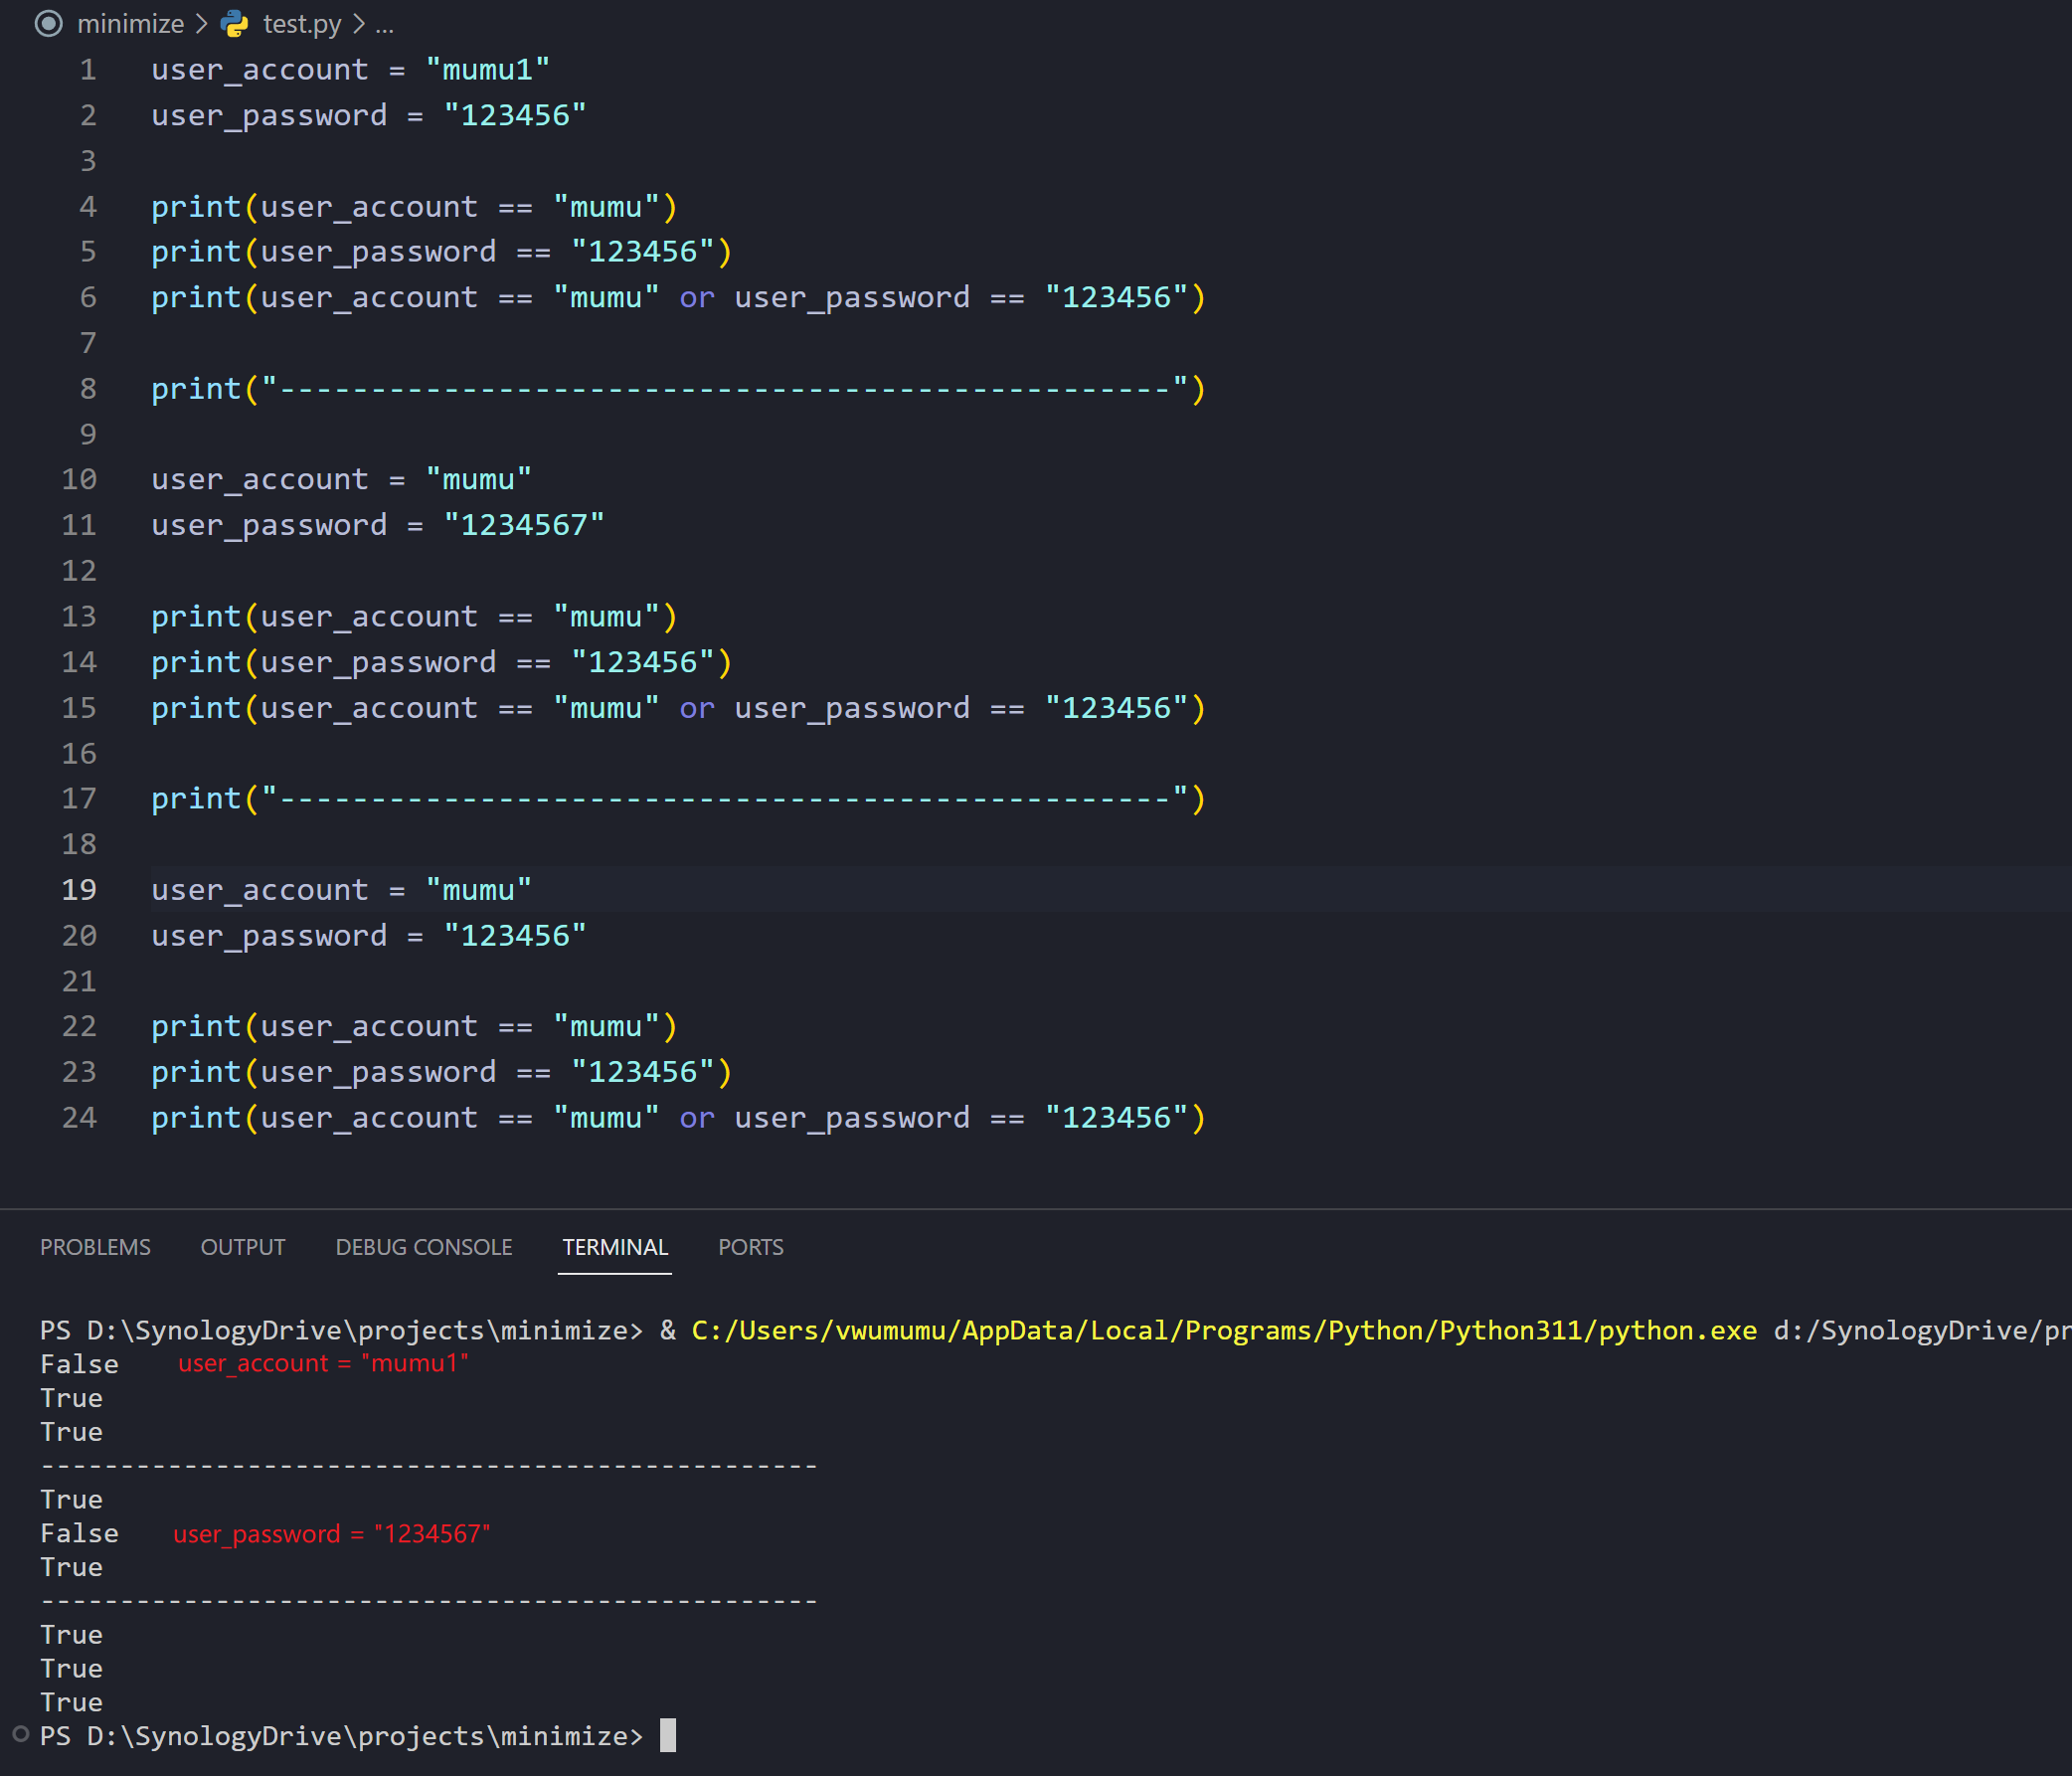 minimize > test.py > ...
1 user_account = "mumu1"
2 user_password = "123456"
3
4 print(user_account == "mumu")
5 print(user_password == "123456")
6 print(user_account == "mumu" or user_password == "123456")
7
8 print("-------------------------------------------------")
9
10 user_account = "mumu"
11 user_password = "1234567"
12
13 print(user_account == "mumu")
14 print(user_password == "123456")
15 print(user_account == "mumu" or user_password == "123456")
16
17 print("-------------------------------------------------")
18
19 user_account = "mumu"
20 user_password = "123456"
21
22 print(user_account == "mumu")
23 print(user_password == "123456")
24 print(user_account == "mumu" or user_password == "123456")
PROBLEMS OUTPUT DEBUG CONSOLE TERMINAL PORTS
PS D:\SynologyDrive\projects\minimize> & C:/Users/vwumumu/AppData/Local/Programs/Python/Python311/python.exe d:/SynologyDrive/pr
False user_account = "mumu1"
True
True
-------------------------------------------------
True
False user_password = "1234567"
True
-------------------------------------------------
True
True
True
PS D:\SynologyDrive\projects\minimize>